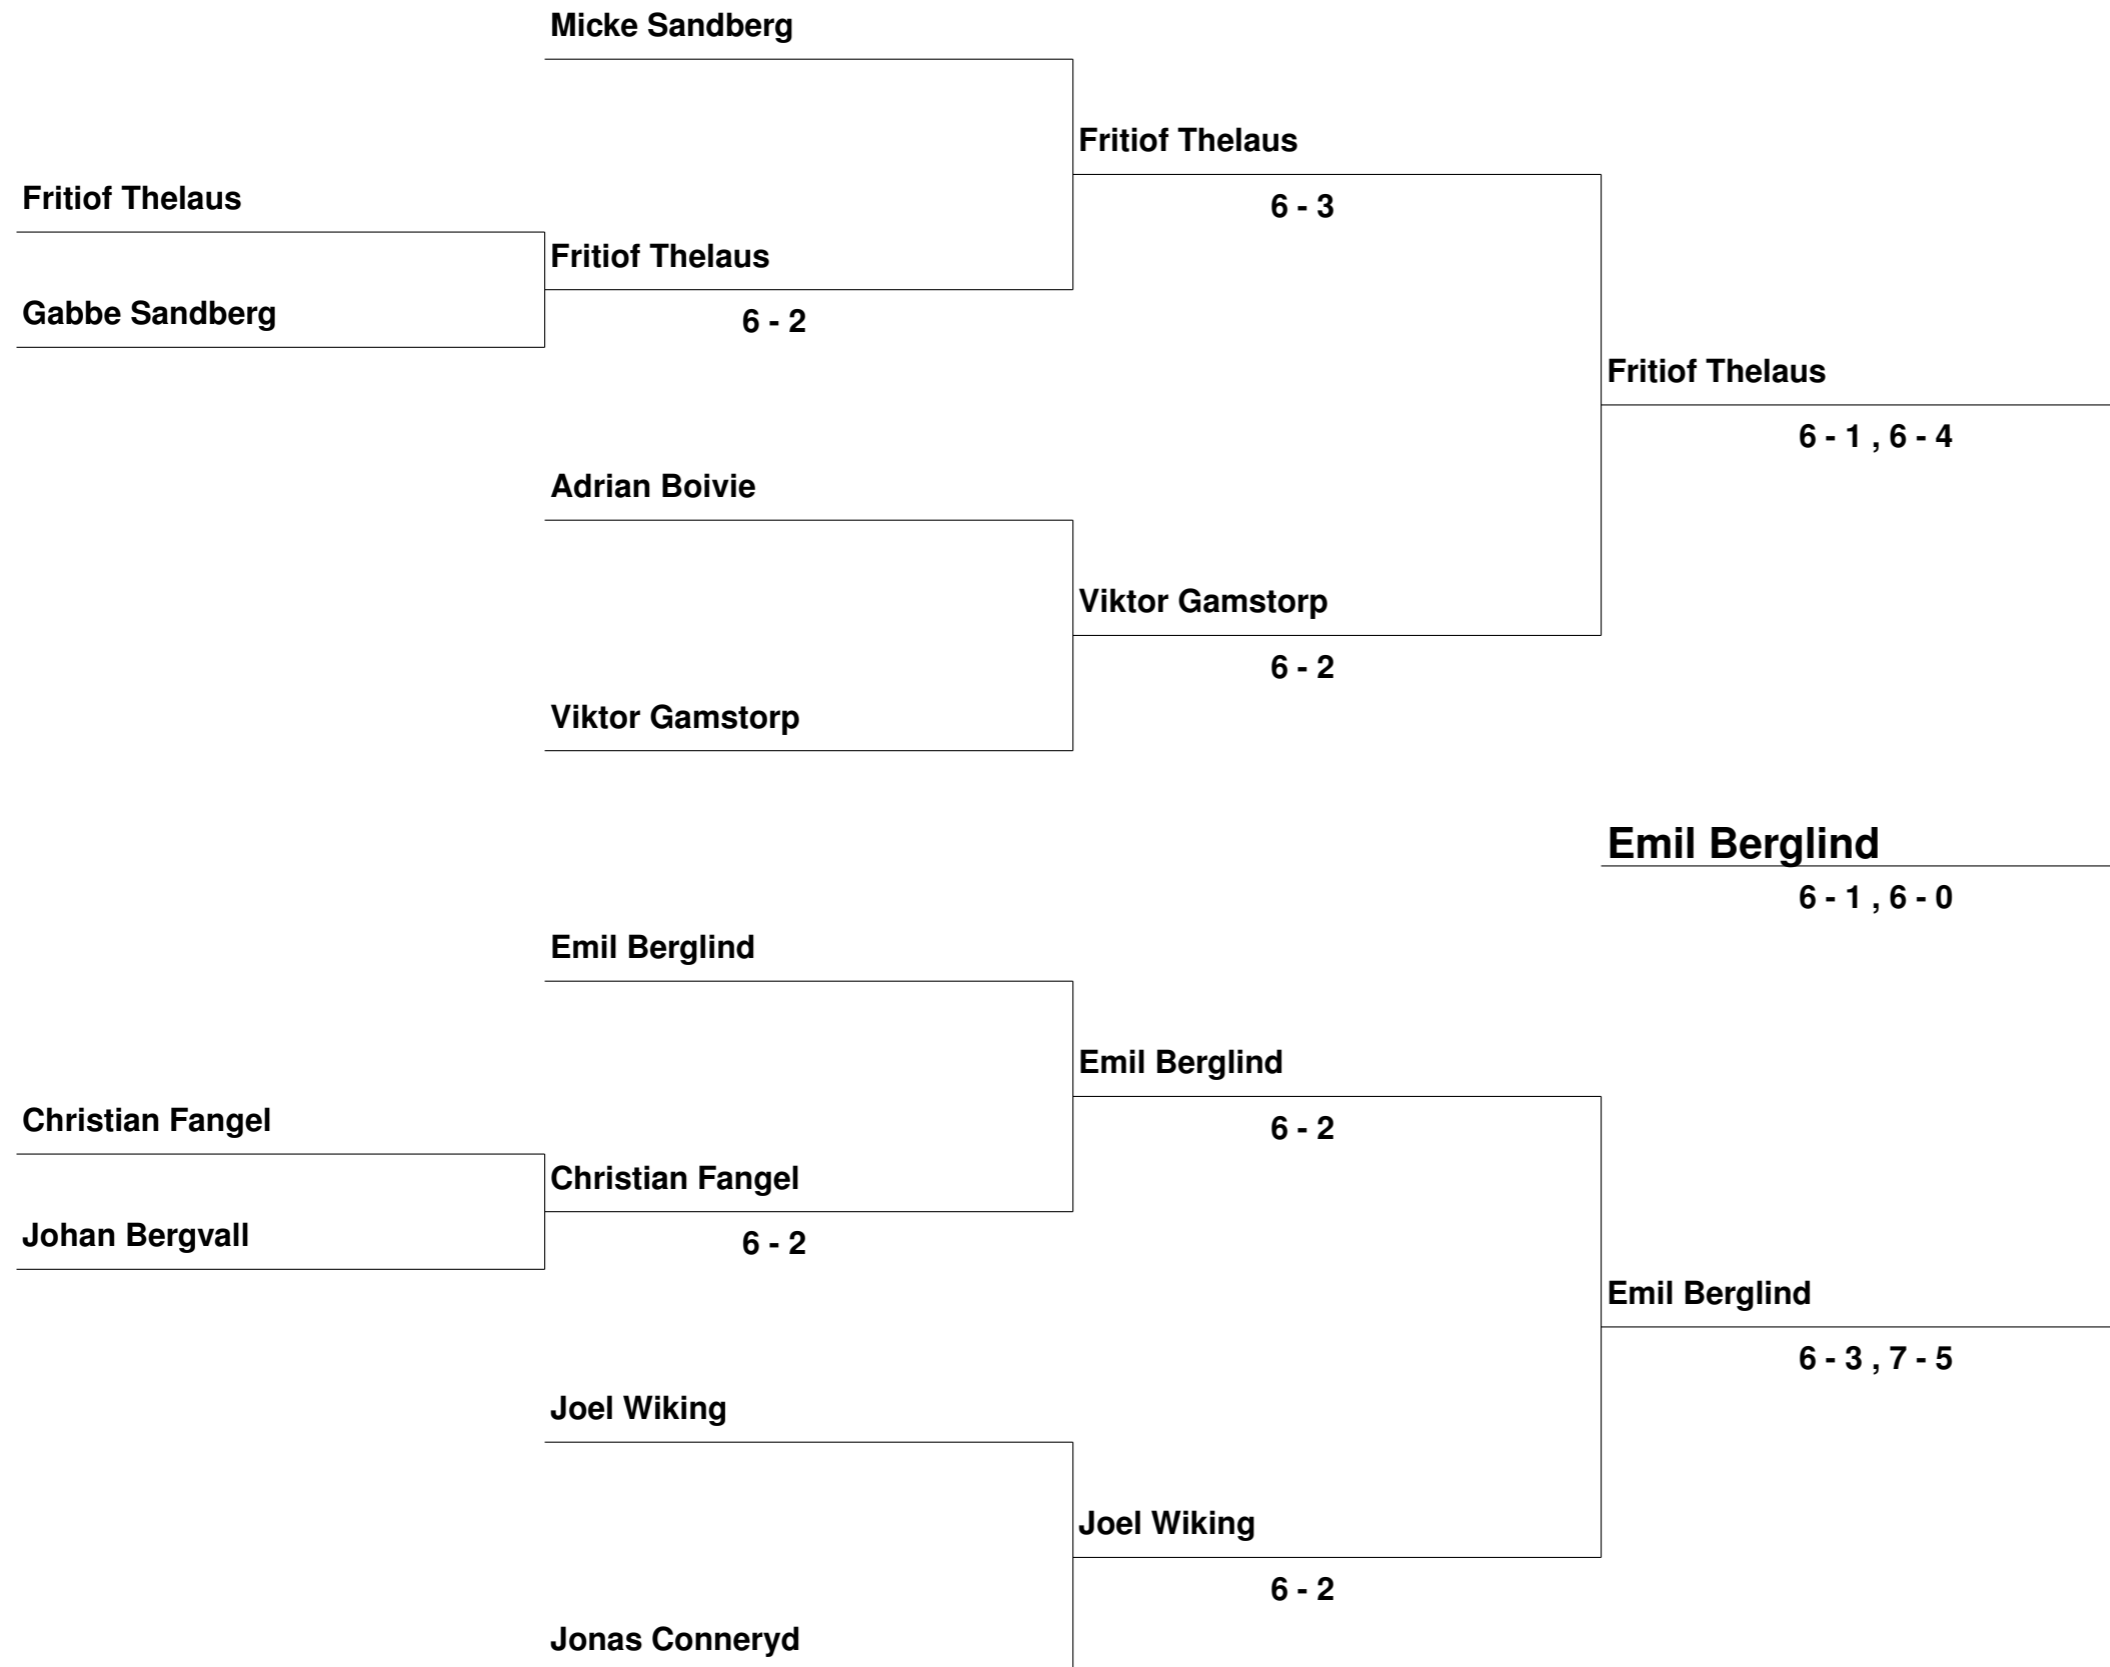 Micke Sandberg
Fritiof Thelaus
Fritiof Thelaus
6 - 3
Fritiof Thelaus
Gabbe Sandberg
6 - 2
Fritiof Thelaus
6 - 1 , 6 - 4
Adrian Boivie
Viktor Gamstorp
6 - 2
Viktor Gamstorp
Emil Berglind
6 - 1 , 6 - 0
Emil Berglind
Emil Berglind
Christian Fangel
6 - 2
Christian Fangel
Johan Bergvall
6 - 2
Emil Berglind
6 - 3 , 7 - 5
Joel Wiking
Joel Wiking
6 - 2
Jonas Conneryd